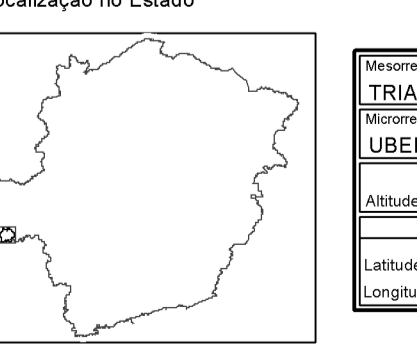 ocalização no Estado
Mesorre
TRIA
Microrre
UBE
Altitude
Latitude
Longitu